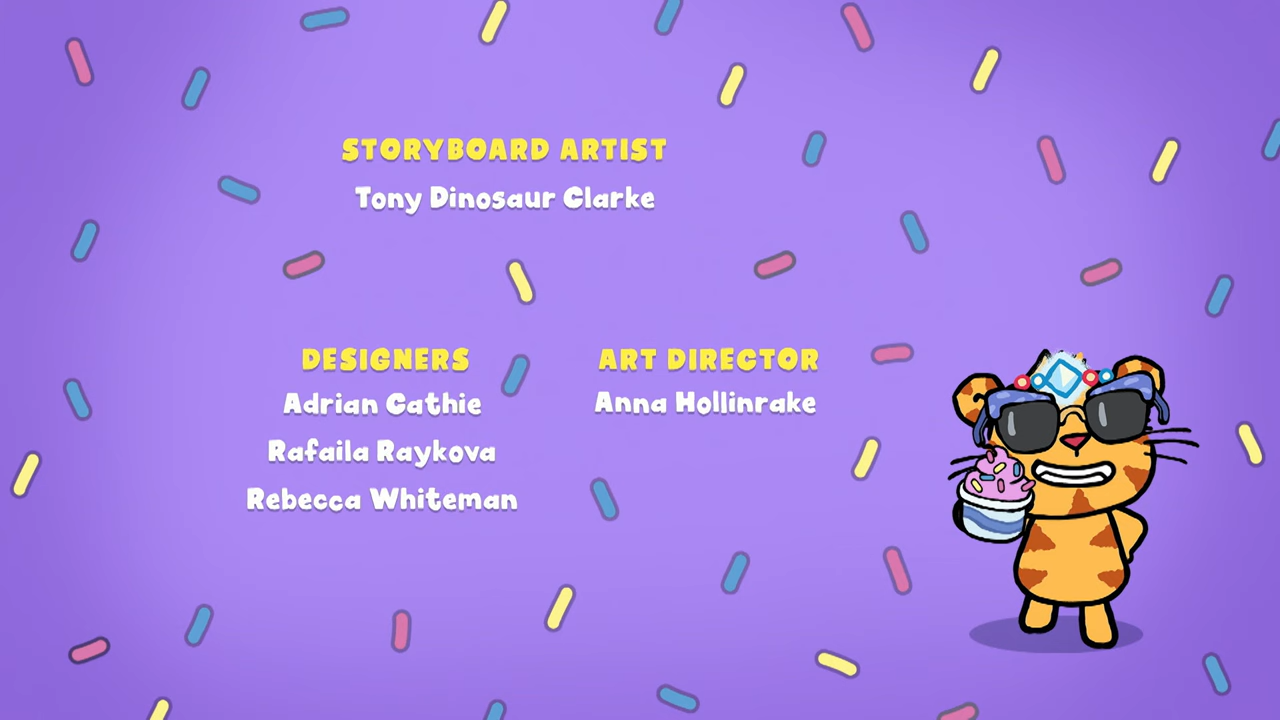 STORYBOARD ARTIST
Tony Dinosaur Clarke
DESIGNERS
Adrian Cathie
Rafaila Raykova
Rebecca Whiteman
ART DIRECTOR
Anna Hollinrake